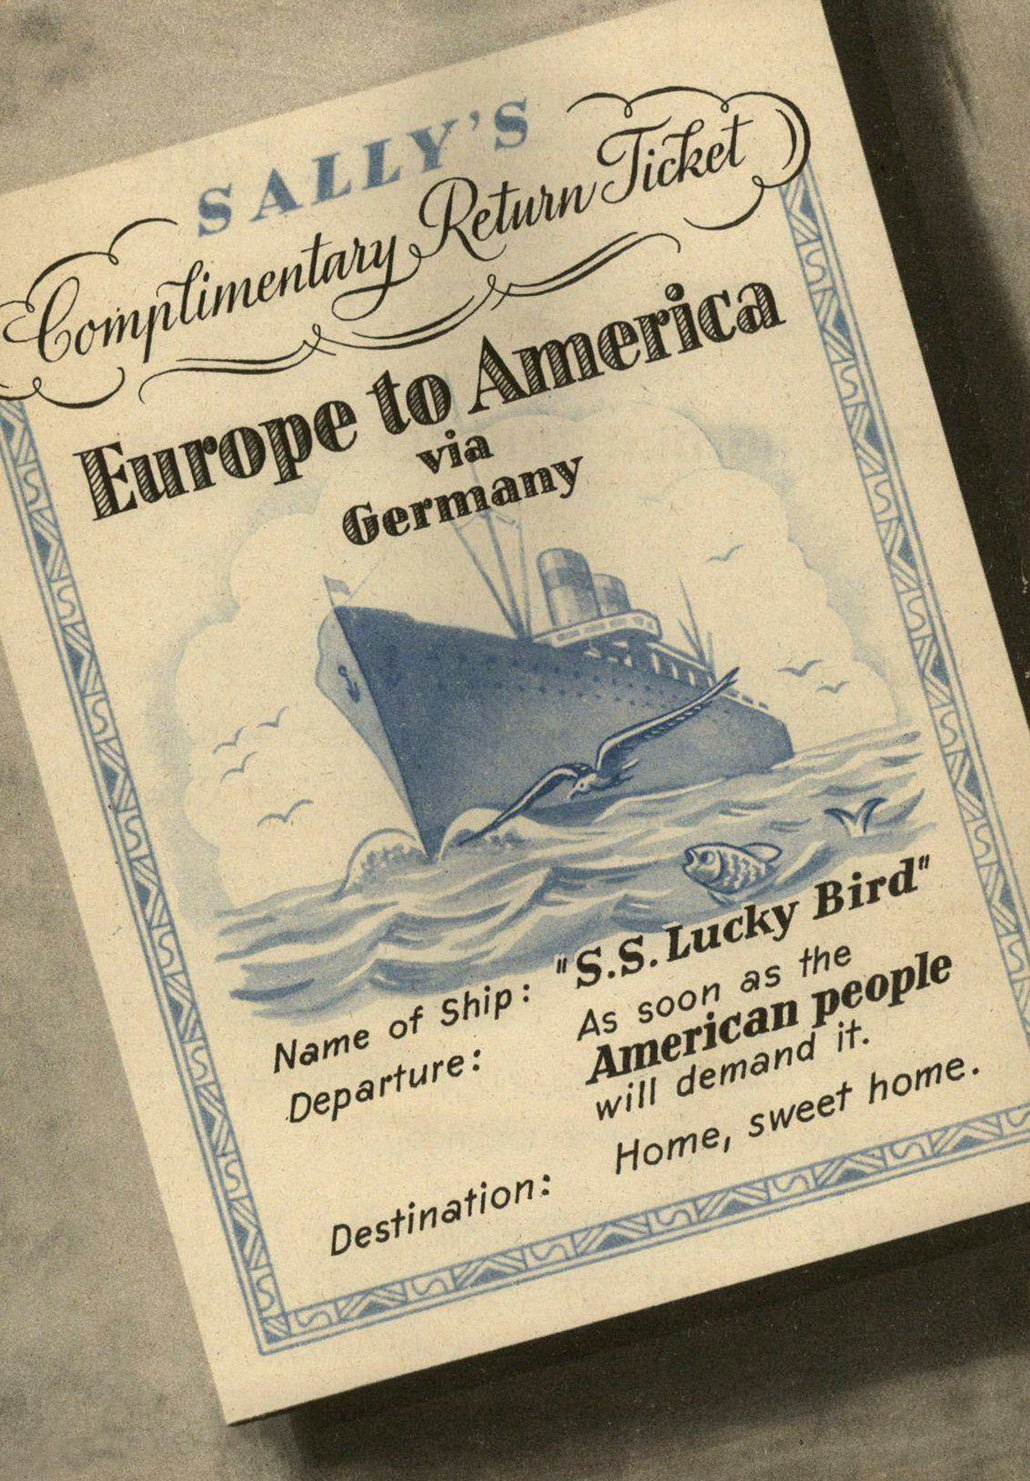 SALLY'S
Complimentary Return Ticket
Europe to America
via
Germany
Name of Ship: "S.S. Lucky Bird"
Departure: As soon as the
American people
will demand it.
Destination: Home, sweet home.